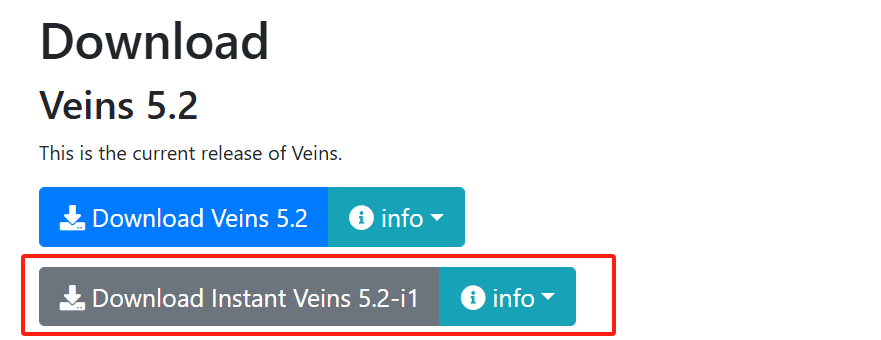 Download
Veins 5.2
This is the current release of Veins.
Download Veins 5.2 info
Download Instant Veins 5.2-i1 info